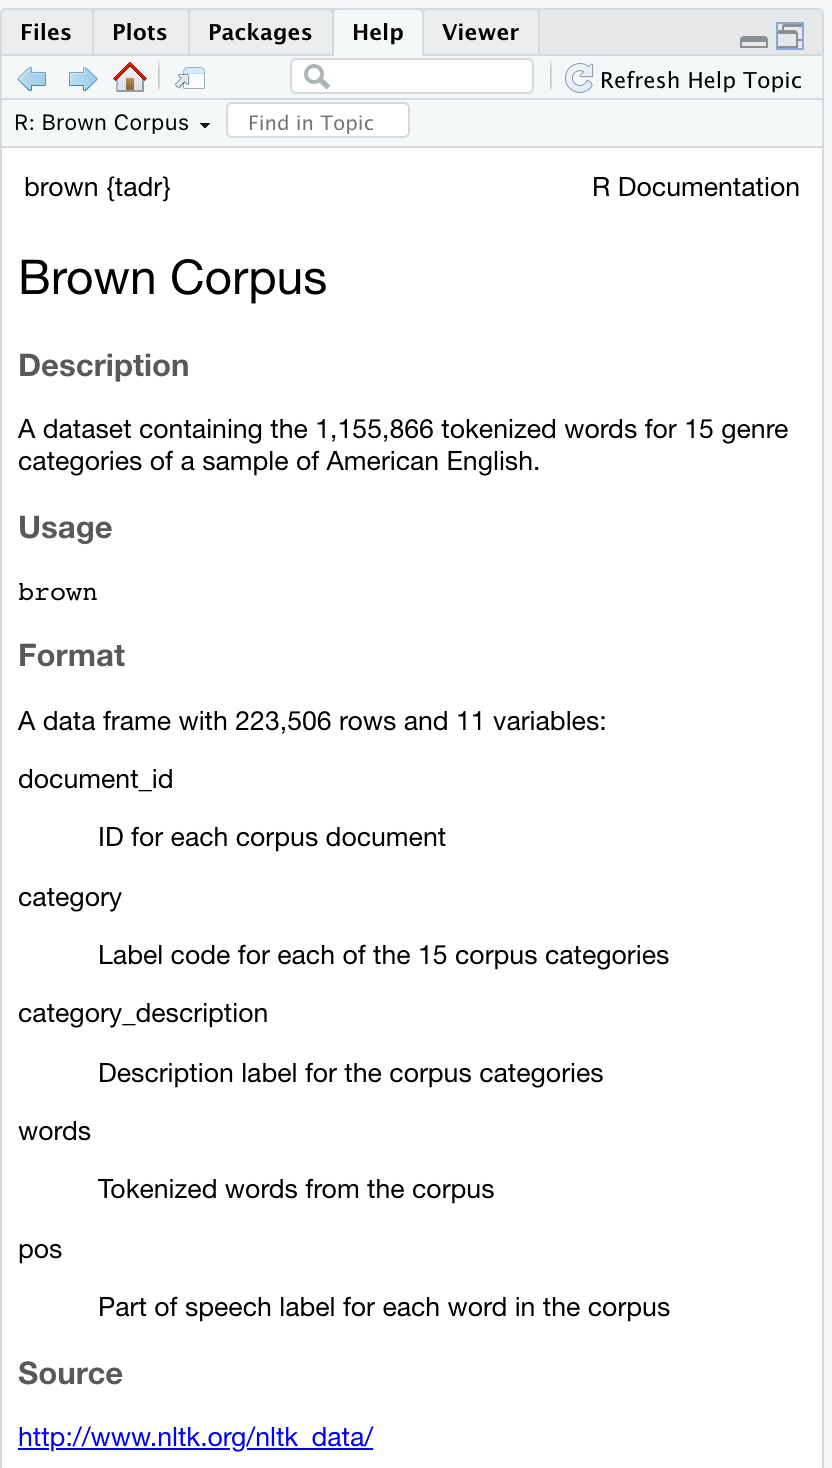 Files Plots Packages Help Viewer
Refresh Help Topic
R: Brown Corpus Find in Topic
brown {tadr} R Documentation
Brown Corpus
Description
A dataset containing the 1,155,866 tokenized words for 15 genre
categories of a sample of American English.
Usage
brown
Format
A data frame with 223,506 rows and 11 variables:
document_id
ID for each corpus document
category
Label code for each of the 15 corpus categories
category_description
Description label for the corpus categories
words
Tokenized words from the corpus
pos
Part of speech label for each word in the corpus
Source
http://www.nltk.org/nltk_data/